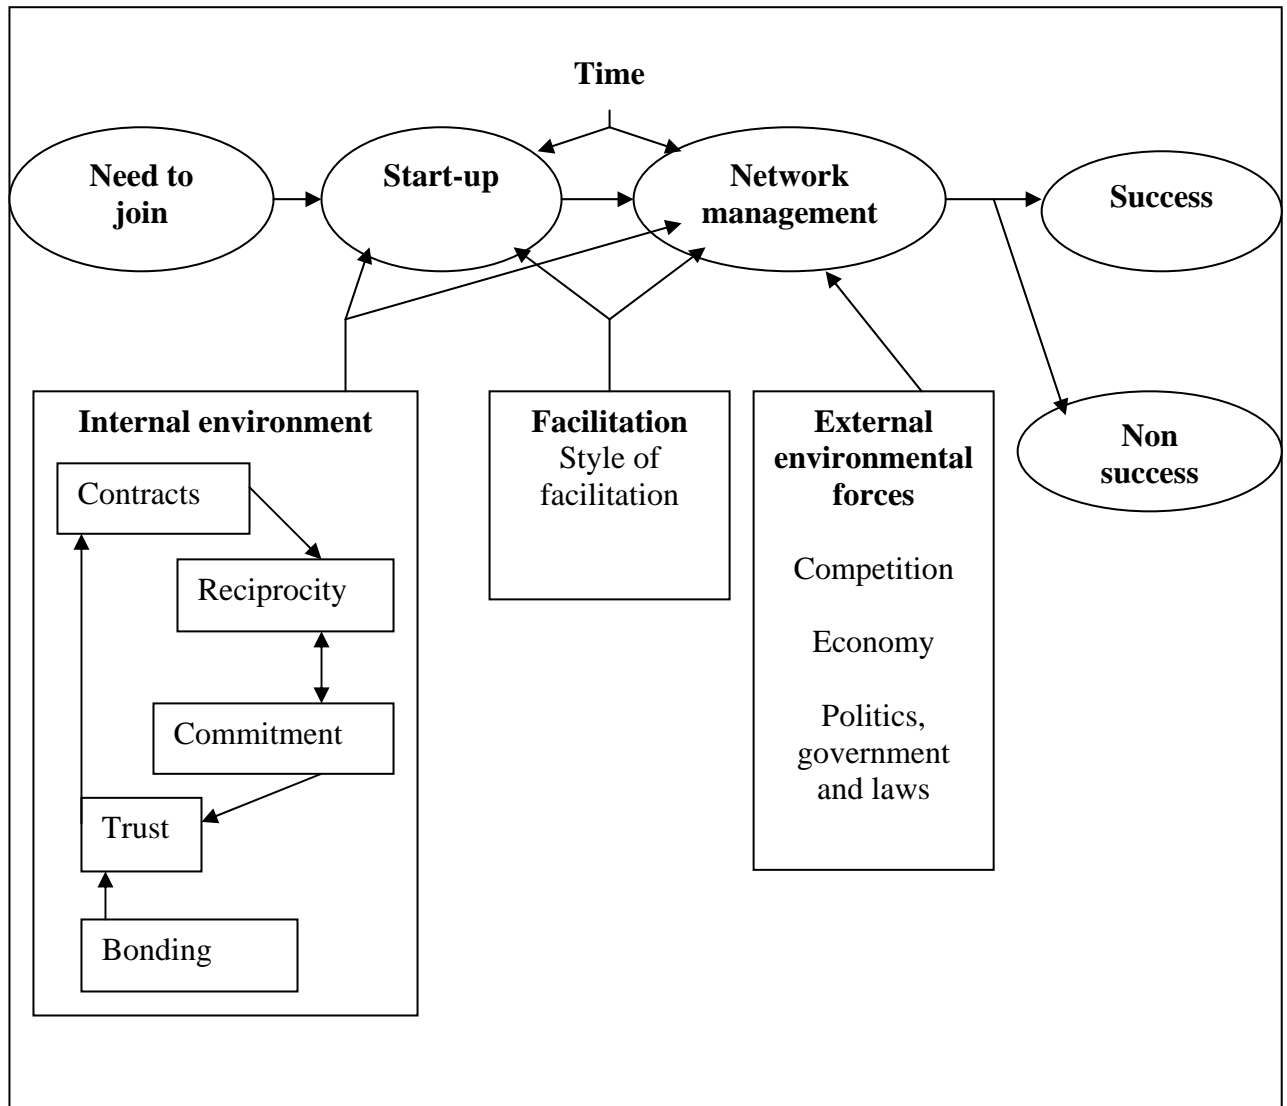 Time
Need to
join
Start-up
Network
management
Success
Non
success
Internal environment
Contracts
Reciprocity
Commitment
Trust
Bonding
Facilitation
Style of
facilitation
External
environmental
forces
Competition
Economy
Politics,
government
and laws